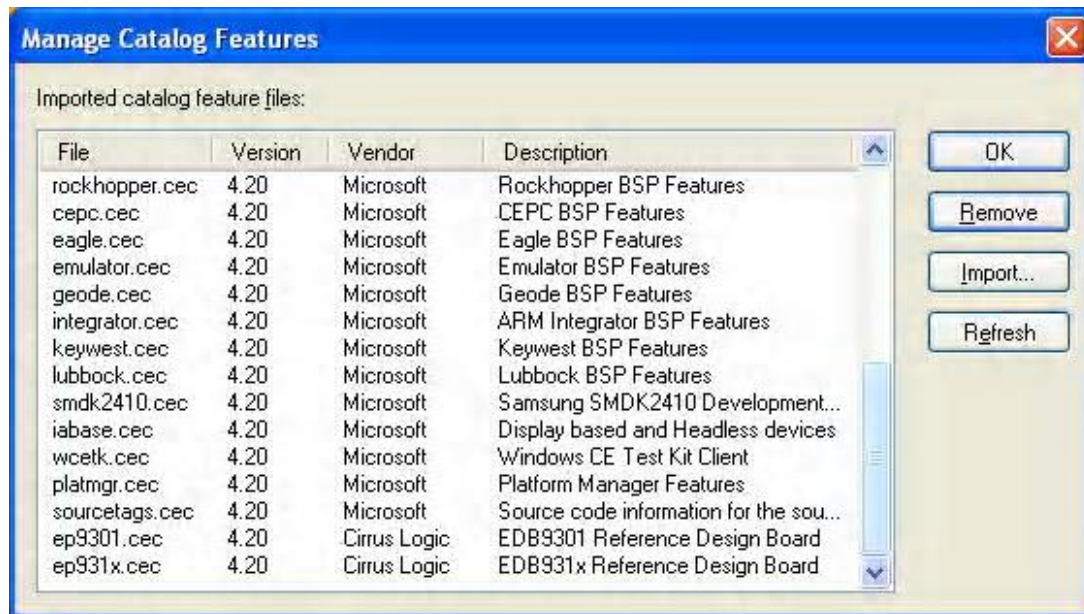 Manage Catalog Features
Imported catalog feature files:
File Version Vendor Description
rockhopper.cec 4.20 Microsoft Rockhopper BSP Features
cepc.cec 4.20 Microsoft CEPC BSP Features
eagle.cec 4.20 Microsoft Eagle BSP Features
emulator.cec 4.20 Microsoft Emulator BSP Features
geode.cec 4.20 Microsoft Geode BSP Features
integrator.cec 4.20 Microsoft ARM Integrator BSP Features
keywest.cec 4.20 Microsoft Keywest BSP Features
lubbock.cec 4.20 Microsoft Lubbock BSP Features
smdk2410.cec 4.20 Microsoft Samsung SMDK2410 Development...
iabase.cec 4.20 Microsoft Display based and Headless devices
wcetk.cec 4.20 Microsoft Windows CE Test Kit Client
platmgr.cec 4.20 Microsoft Platform Manager Features
sourcetags.cec 4.20 Microsoft Source code information for the sou...
ep9301.cec 4.20 Cirrus Logic EDB9301 Reference Design Board
ep931x.cec 4.20 Cirrus Logic EDB931x Reference Design Board
OK
Remove
Import...
Refresh